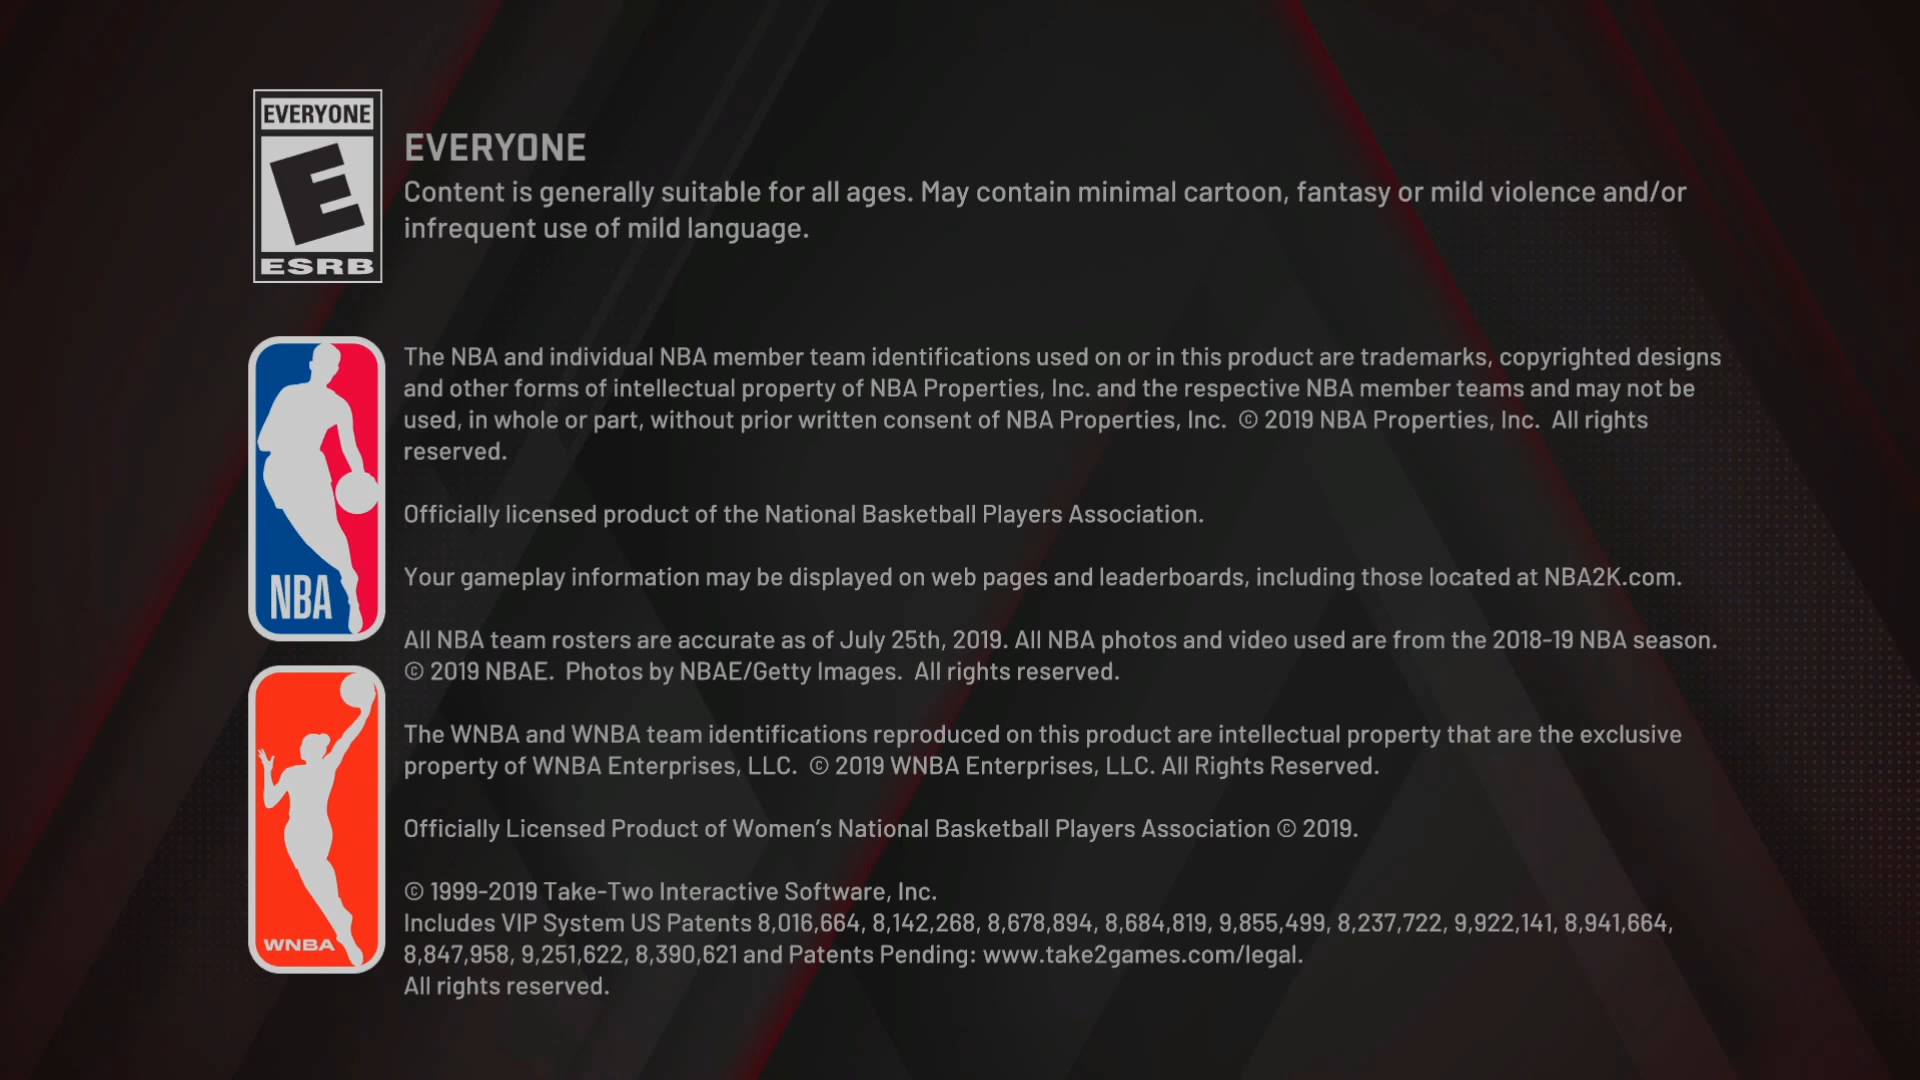 EVERYONE
E
ESRB
EVERYONE
Content is generally suitable for all ages. May contain minimal cartoon, fantasy or mild violence and/or
infrequent use of mild language.
The NBA and individual NBA member team identifications used on or in this product are trademarks, copyrighted designs
and other forms of intellectual property of NBA Properties, Inc. and the respective NBA member teams and may not be
used, in whole or part, without prior written consent of NBA Properties, Inc.  © 2019 NBA Properties, Inc.  All rights
reserved.
Officially licensed product of the National Basketball Players Association.
Your gameplay information may be displayed on web pages and leaderboards, including those located at NBA2K.com.
NBA
All NBA team rosters are accurate as of July 25th, 2019. All NBA photos and video used are from the 2018-19 NBA season.
© 2019 NBAE.  Photos by NBAE/Getty Images.  All rights reserved.
The WNBA and WNBA team identifications reproduced on this product are intellectual property that are the exclusive
property of WNBA Enterprises, LLC.  © 2019 WNBA Enterprises, LLC. All Rights Reserved.
Officially Licensed Product of Women’s National Basketball Players Association © 2019.
© 1999-2019 Take-Two Interactive Software, Inc.
Includes VIP System US Patents 8,016,664, 8,142,268, 8,678,894, 8,684,819, 9,855,499, 8,237,722, 9,922,141, 8,941,664,
WNBA
8,847,958, 9,251,622, 8,390,621 and Patents Pending: www.take2games.com/legal.
All rights reserved.